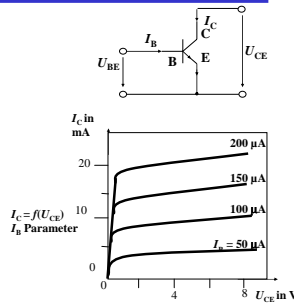 I_C
C
I_B
B
E
U_BE
U_CE
I_C in
mA
200 µA
20
150 µA
I_C = f(U_CE)
I_B Parameter
10
100 µA
I_B = 50 µA
0
0
4
8
U_CE in V